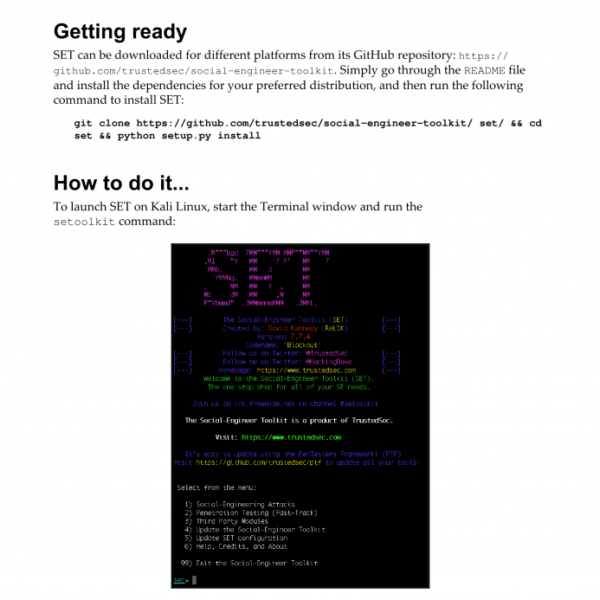 Getting ready
SET can be downloaded for different platforms from its GitHub repository: https://
github.com/trustedsec/social-engineer-toolkit. Simply go through the README file
and install the dependencies for your preferred distribution, and then run the following
command to install SET:
git clone https://github.com/trustedsec/social-engineer-toolkit/ set/ && cd
set && python setup.py install
How to do it...
To launch SET on Kali Linux, start the Terminal window and run the
setoolkit command:
[---] The Social-Engineer Toolkit (SET) [---]
[---] Created by: David Kennedy (ReL1K) [---]
Version: 7.7.4
Codename: 'Blackout'
[---] Follow us on Twitter: @TrustedSec [---]
[---] Follow me on Twitter: @HackingDave [---]
[---] Homepage: https://www.trustedsec.com [---]
Welcome to the Social-Engineer Toolkit (SET).
The one stop shop for all of your SE needs.
Join us on irc.freenode.net in channel #setoolkit
The Social-Engineer Toolkit is a product of TrustedSec.
Visit: https://www.trustedsec.com
It's easy to update using the PenTesters Framework! (PTF)
Visit https://github.com/trustedsec/ptf to update all your tools!
Select from the menu:
1) Social-Engineering Attacks
2) Penetration Testing (Fast-Track)
3) Third Party Modules
4) Update the Social-Engineer Toolkit
5) Update SET configuration
6) Help, Credits, and About
99) Exit the Social-Engineer Toolkit
set>